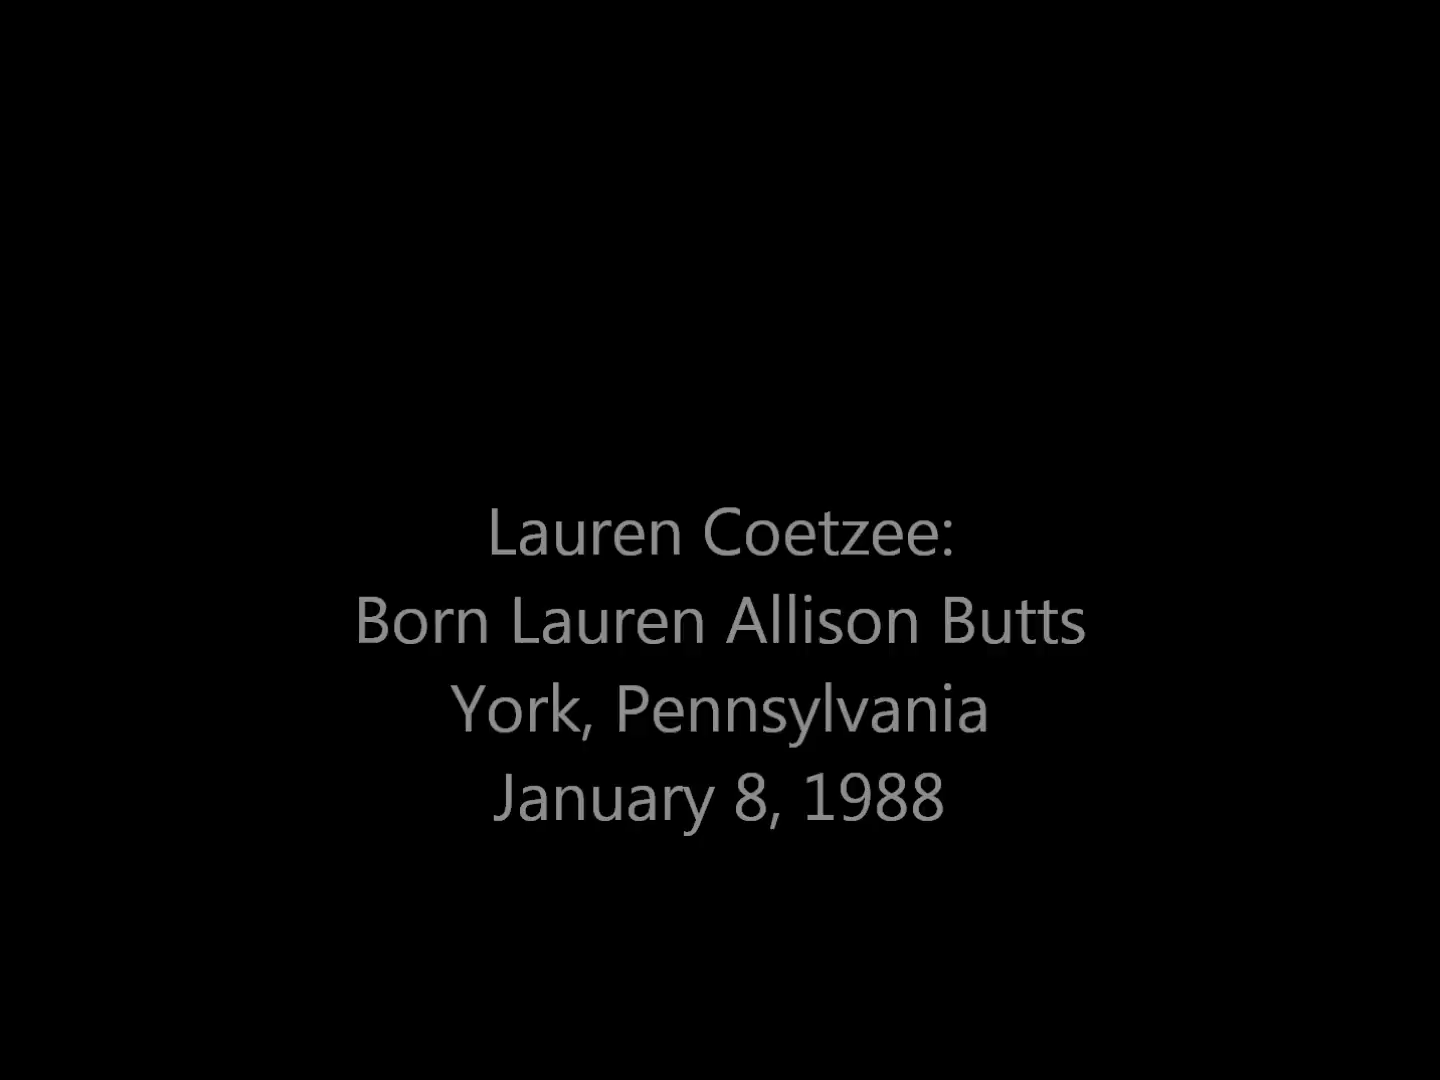 Lauren Coetzee:
Born Lauren Allison Butts
York, Pennsylvania
January 8, 1988